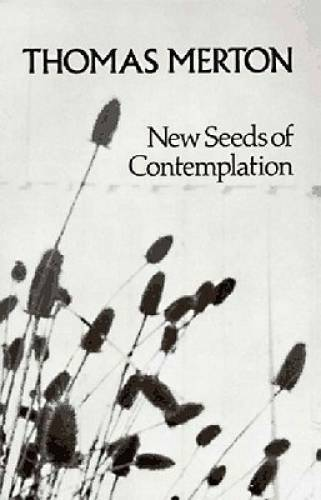 THOMAS MERTON
New Seeds of
Contemplation